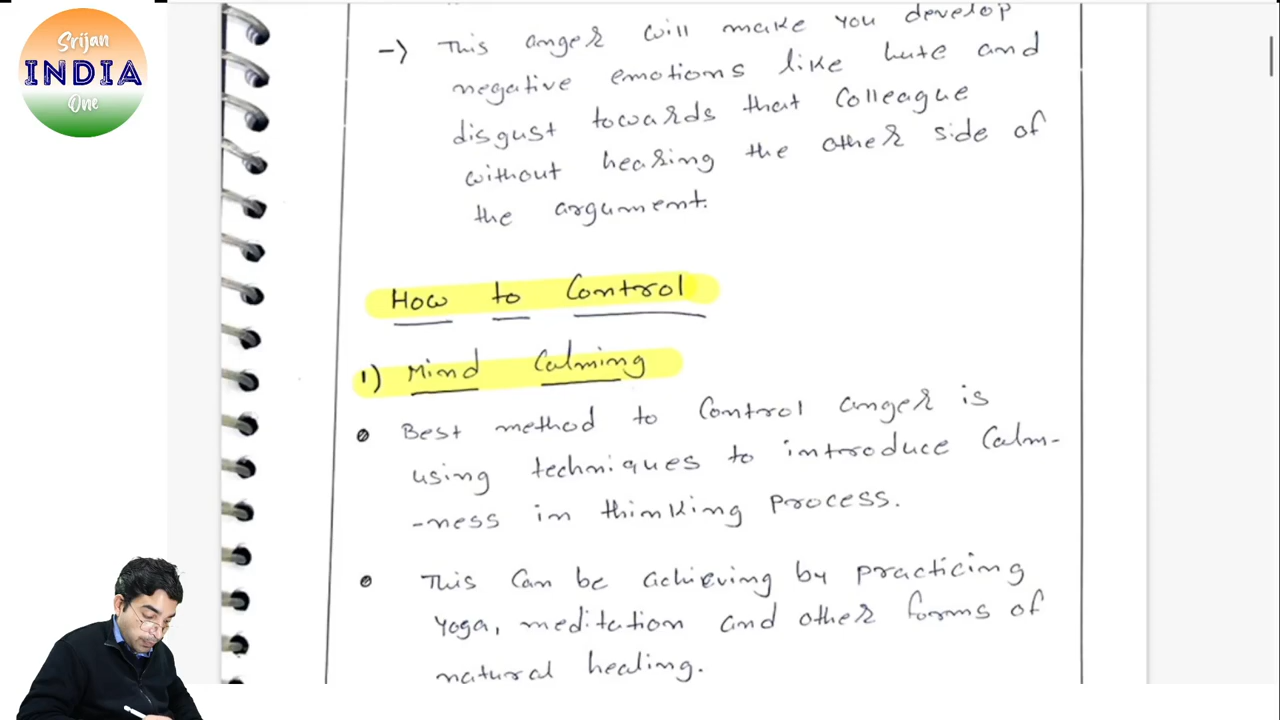 Srijan
INDIA
One
-> This anger will make you develop
negative emotions like hate and
disgust towards that colleague
without hearing the other side of
the argument.
How to Control
1) Mind Calming
Best method to Control anger is
using techniques to introduce Calm-
-ness in thinking process.
This Can be achieving by practicing
Yoga, meditation and other forms of
natural healing.